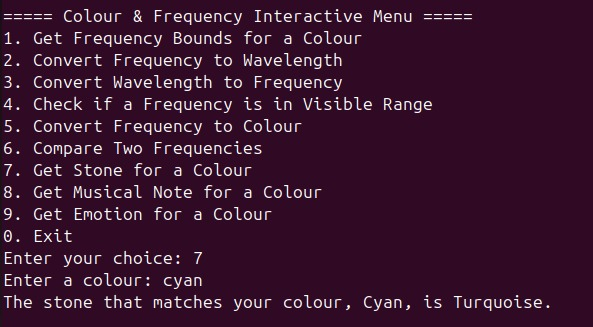 ===== Colour & Frequency Interactive Menu =====
1. Get Frequency Bounds for a Colour
2. Convert Frequency to Wavelength
3. Convert Wavelength to Frequency
4. Check if a Frequency is in Visible Range
5. Convert Frequency to Colour
6. Compare Two Frequencies
7. Get Stone for a Colour
8. Get Musical Note for a Colour
9. Get Emotion for a Colour
0. Exit
Enter your choice: 7
Enter a colour: cyan
The stone that matches your colour, Cyan, is Turquoise.